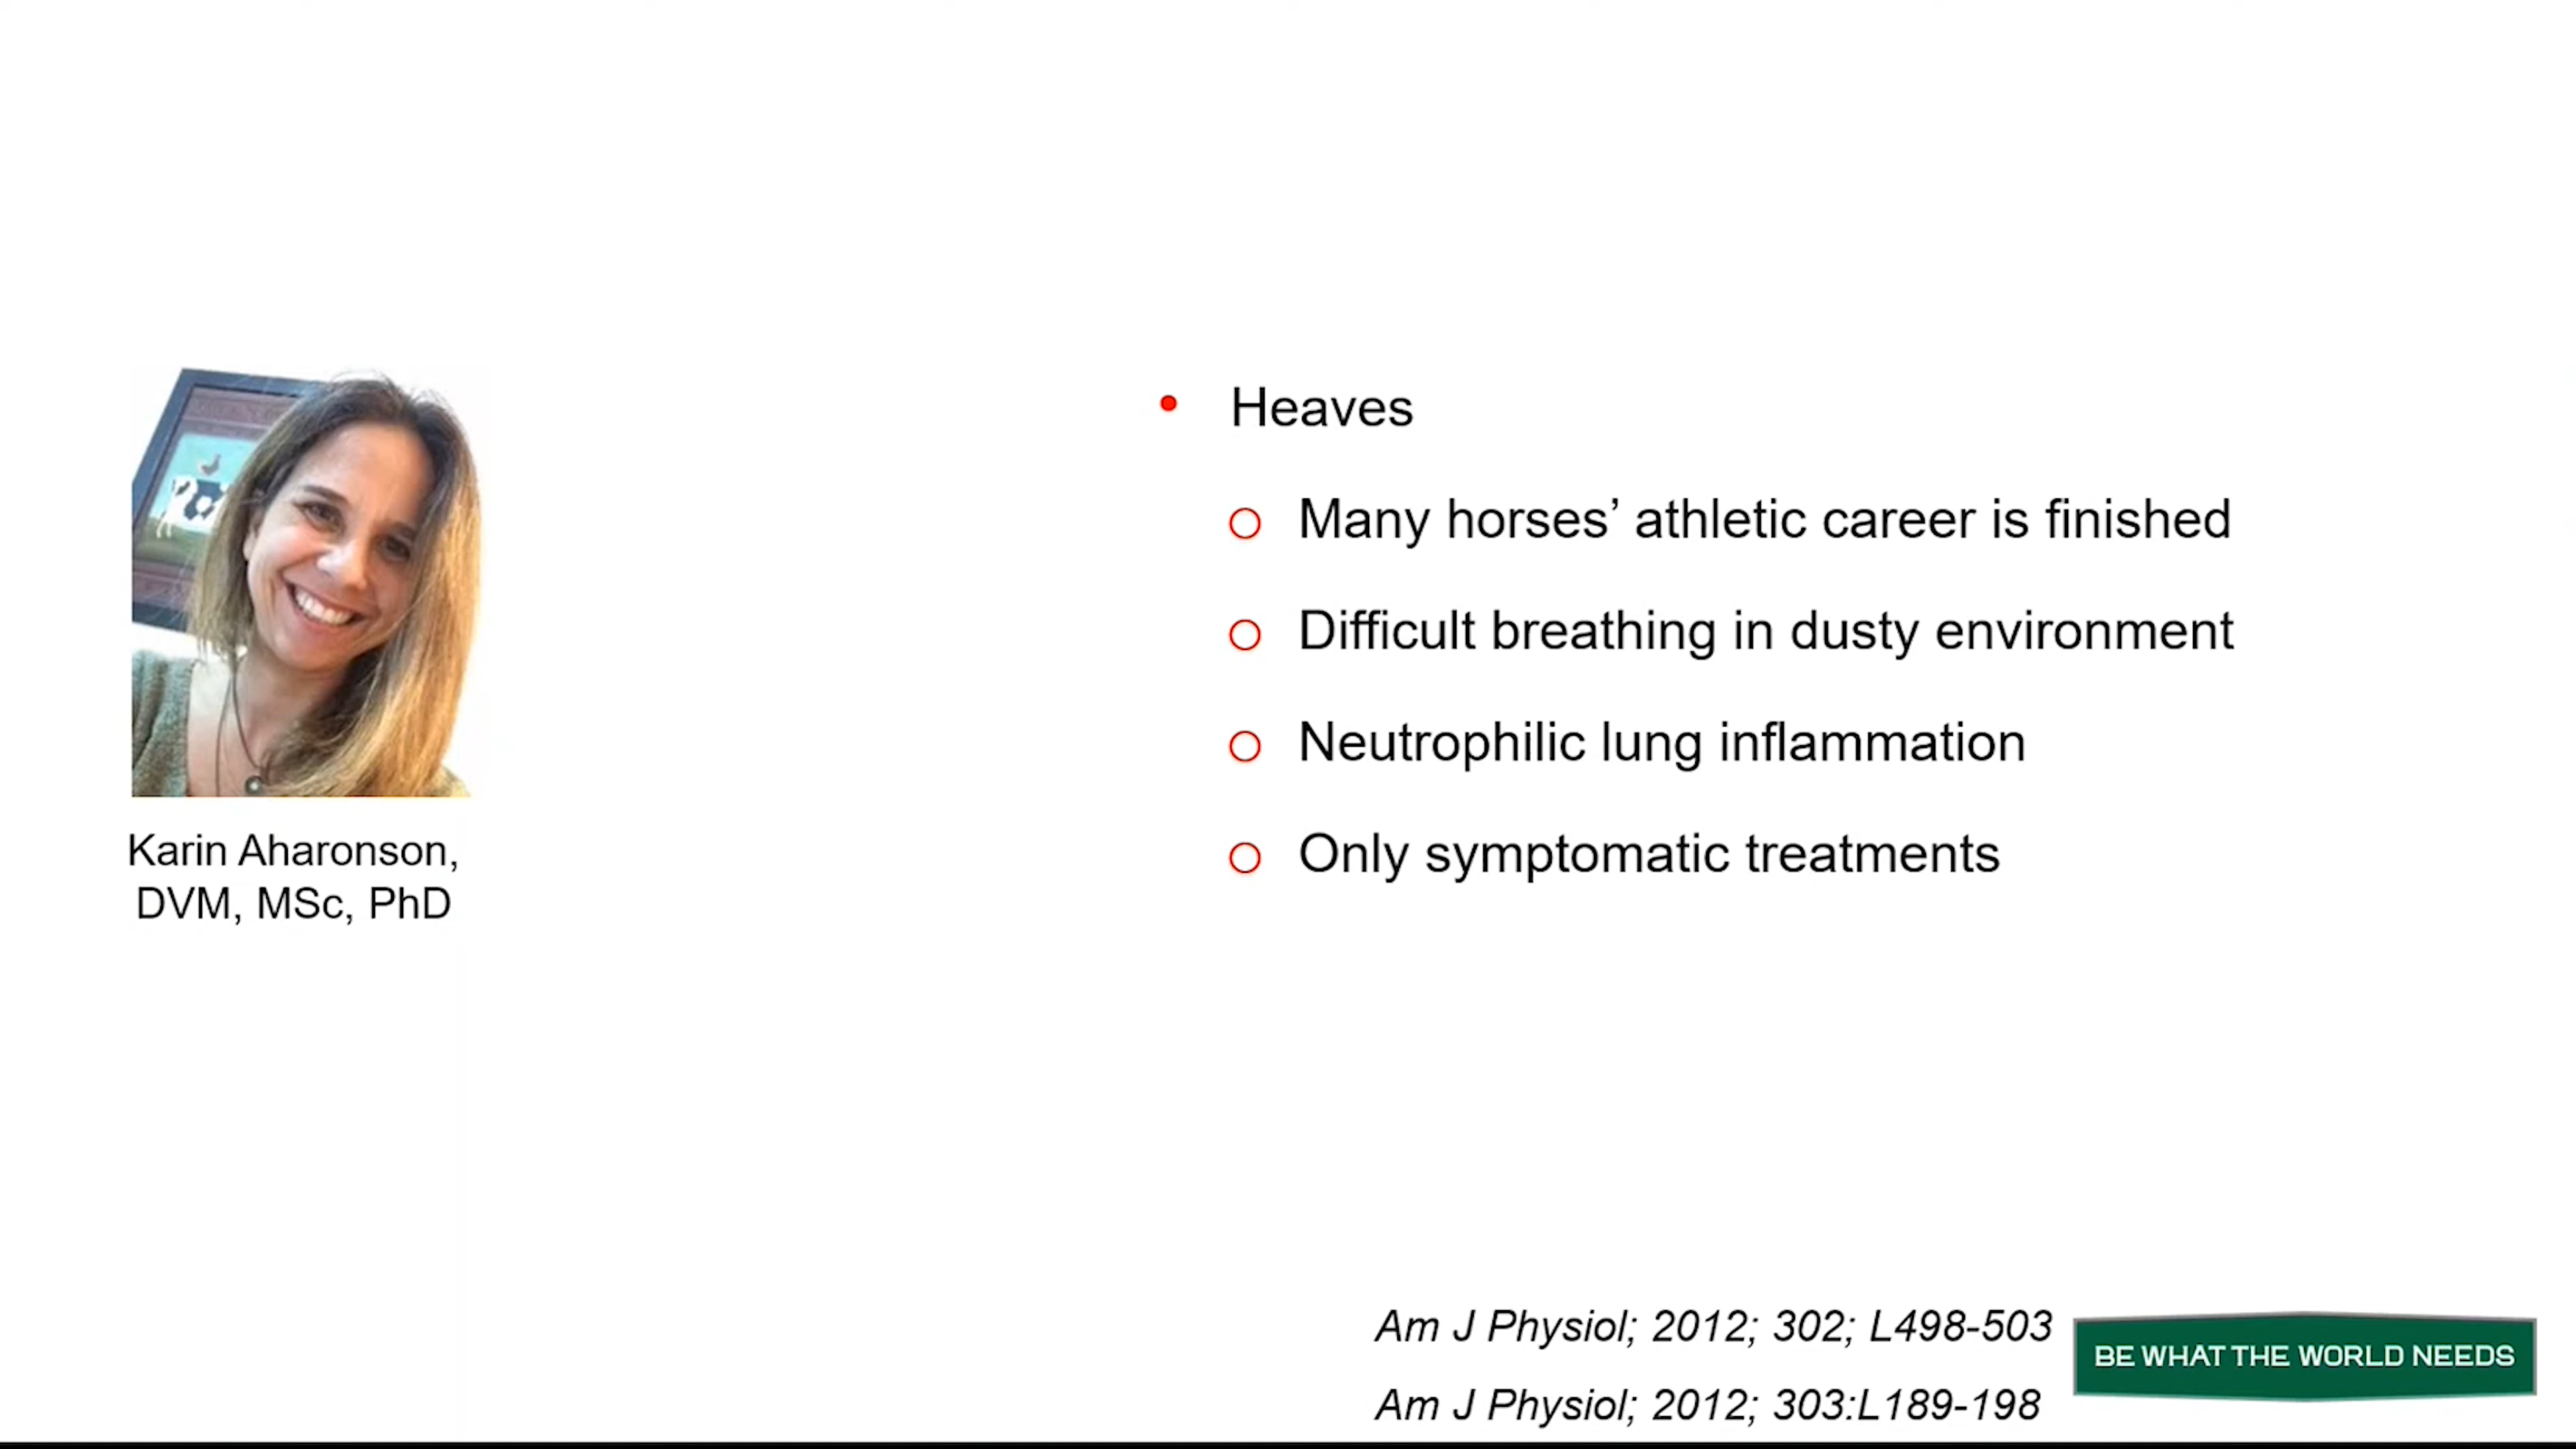 Karin Aharonson,
DVM, MSc, PhD
• Heaves
o Many horses’ athletic career is finished
o Difficult breathing in dusty environment
o Neutrophilic lung inflammation
o Only symptomatic treatments
Am J Physiol; 2012; 302; L498-503
Am J Physiol; 2012; 303:L189-198
BE WHAT THE WORLD NEEDS